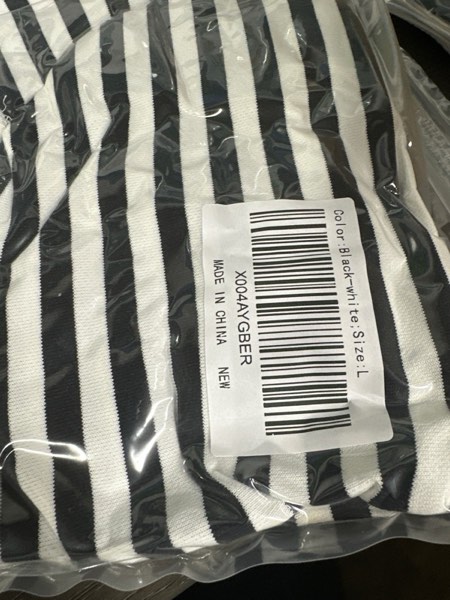 Color:Black-white;Size:L
X004AYGBER
MADE IN CHINA NEW